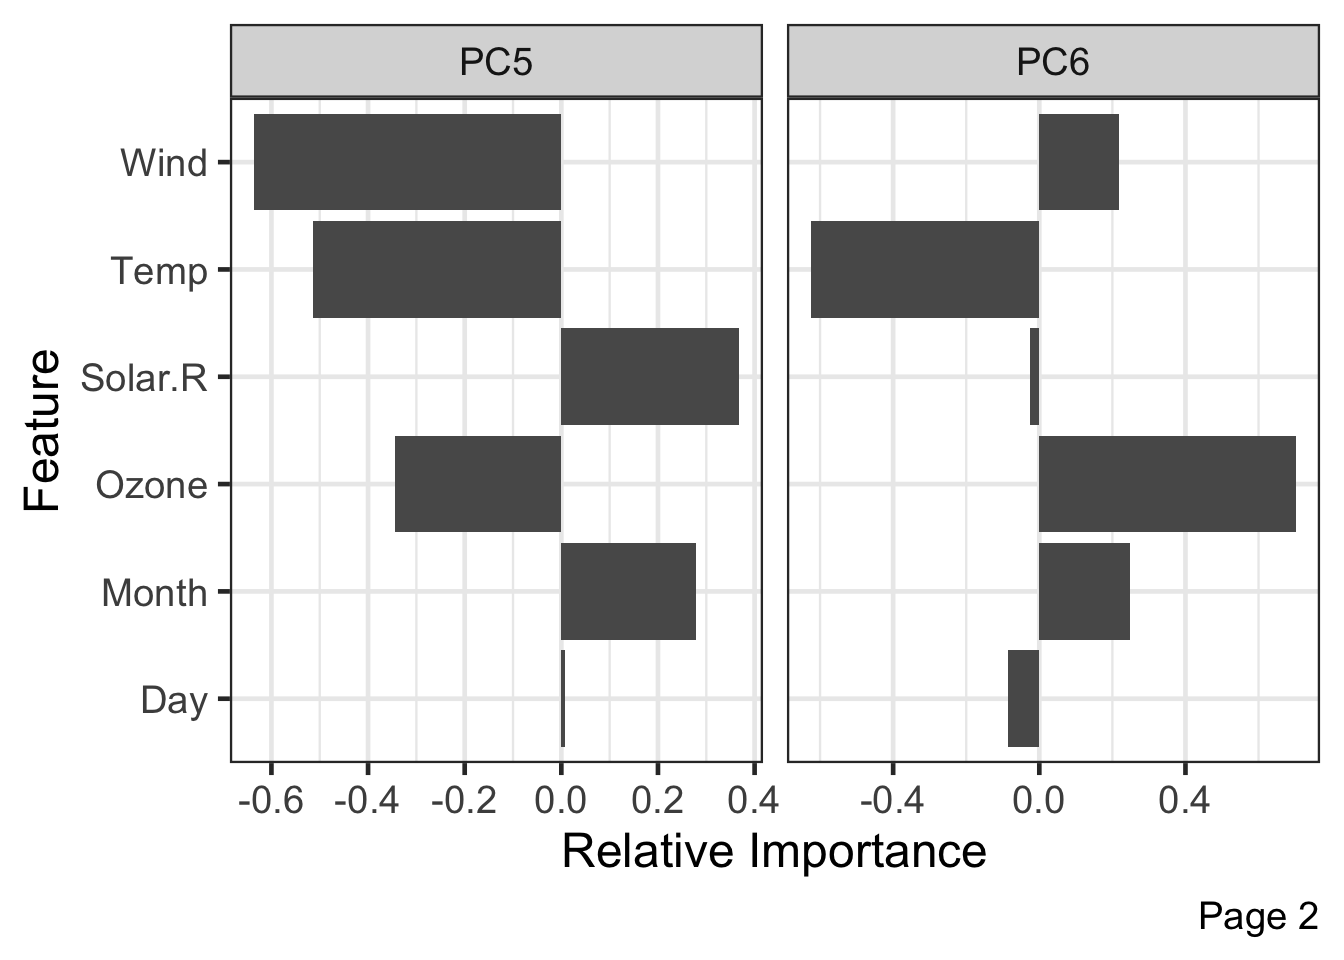 PC5 PC6
Wind
Temp
Solar.R
Ozone
Month
Day
Feature
-0.6 -0.4 -0.2 0.0 0.2 0.4 -0.4 0.0 0.4
Relative Importance
Page 2